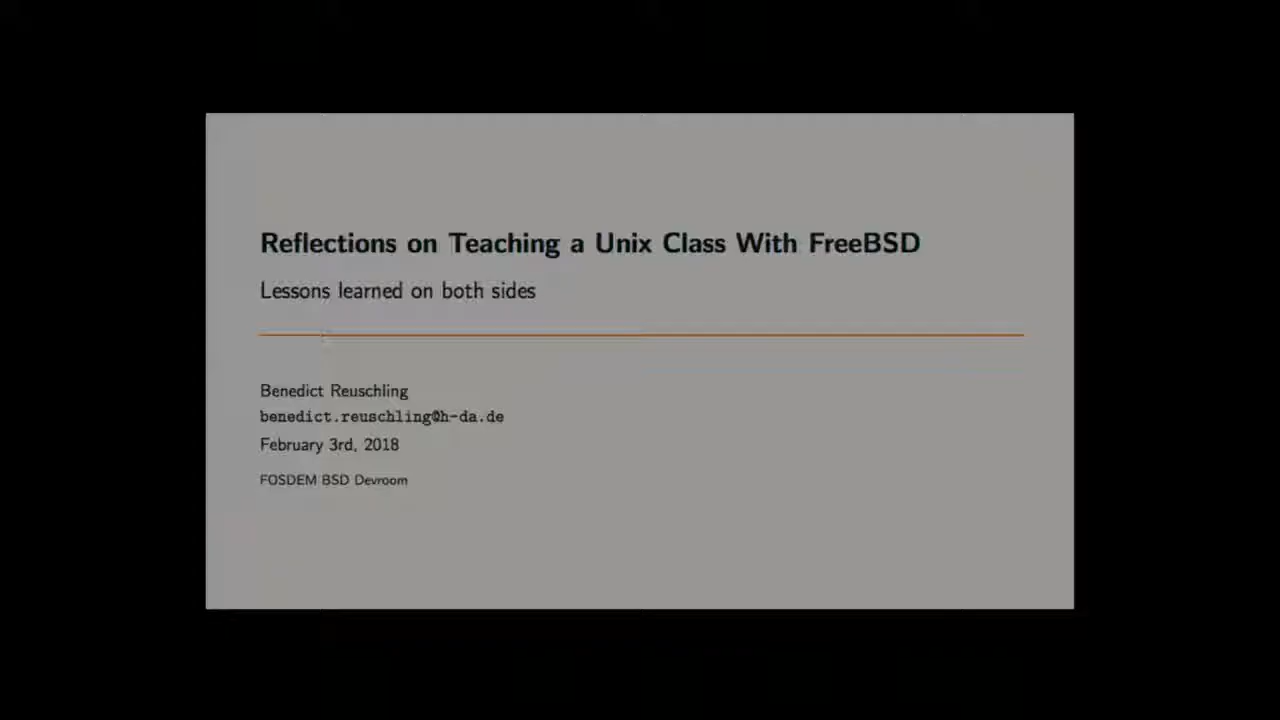 Reflections on Teaching a Unix Class With FreeBSD
Lessons learned on both sides
Benedict Reuschling
benedict.reuschling@h-da.de
February 3rd, 2018
FOSDEM BSD Devroom